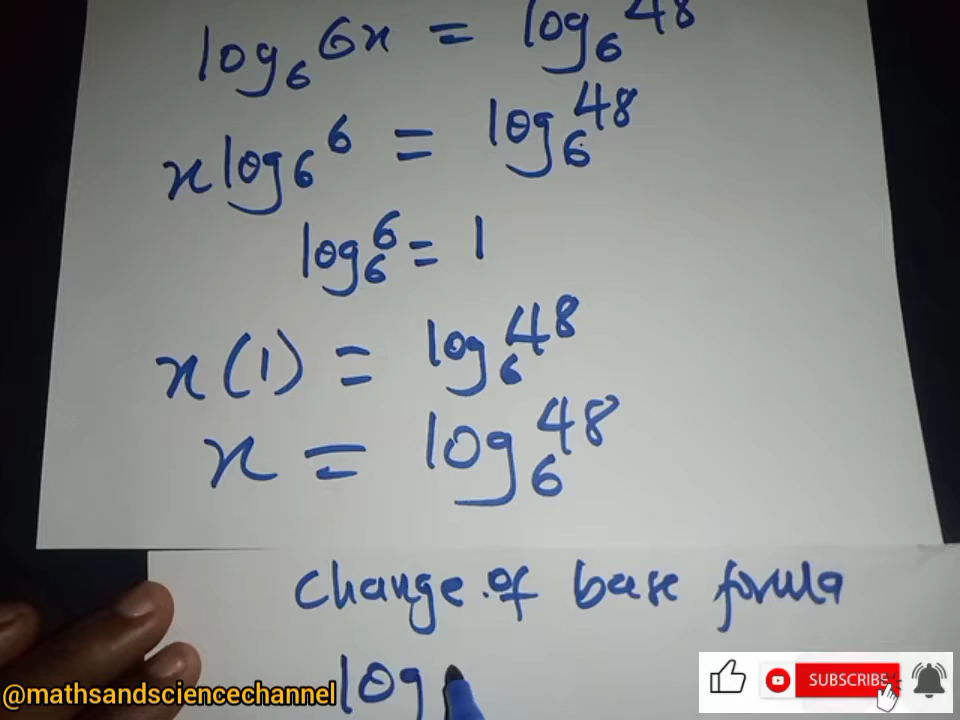 log₆ 6x = log₆ 48
x log₆ 6 = log₆ 48
log₆ 6 = 1
x (1) = log₆ 48
x = log₆ 48
Change of base forula
log
@mathsandsciencechannel
SUBSCRIBE